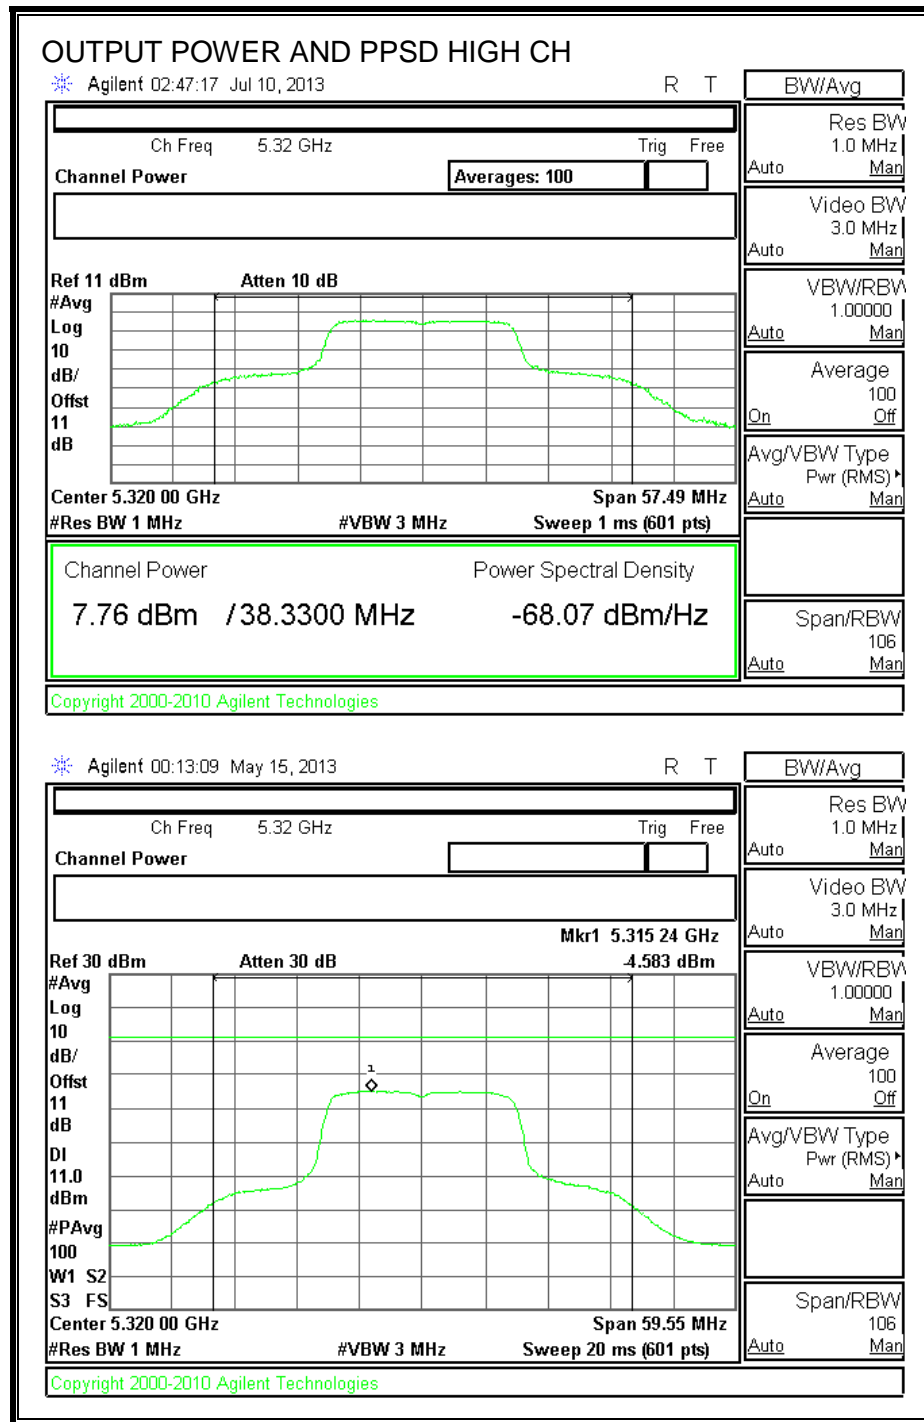 OUTPUT POWER AND PPSD HIGH CH
Agilent 02:47:17 Jul 10, 2013 R T
BW/Avg
Ch Freq 5.32 GHz Trig Free
Channel Power Averages: 100
Ref 11 dBm Atten 10 dB
#Avg
Log
10
dB/
Offst
11
dB
Center 5.320 00 GHz Span 57.49 MHz
#Res BW 1 MHz #VBW 3 MHz Sweep 1 ms (601 pts)
Channel Power Power Spectral Density
7.76 dBm /38.3300 MHz -68.07 dBm/Hz
Copyright 2000-2010 Agilent Technologies
Res BW
1.0 MHz
Auto Man
Video BW
3.0 MHz
Auto Man
VBW/RBW
1.00000
Auto Man
Average
100
On Off
Avg/VBW Type
Pwr (RMS)
Auto Man
Span/RBW
106
Auto Man
Agilent 00:13:09 May 15, 2013 R T
BW/Avg
Ch Freq 5.32 GHz Trig Free
Channel Power
Mkr1 5.315 24 GHz
Ref 30 dBm Atten 30 dB -4.583 dBm
#Avg
Log
10
dB/
Offst
11
dB
DI
11.0
dBm
#PAvg
100
W1 S2
S3 FS
1
Center 5.320 00 GHz Span 59.55 MHz
#Res BW 1 MHz #VBW 3 MHz Sweep 20 ms (601 pts)
Copyright 2000-2010 Agilent Technologies
Res BW
1.0 MHz
Auto Man
Video BW
3.0 MHz
Auto Man
VBW/RBW
1.00000
Auto Man
Average
100
On Off
Avg/VBW Type
Pwr (RMS)
Auto Man
Span/RBW
106
Auto Man